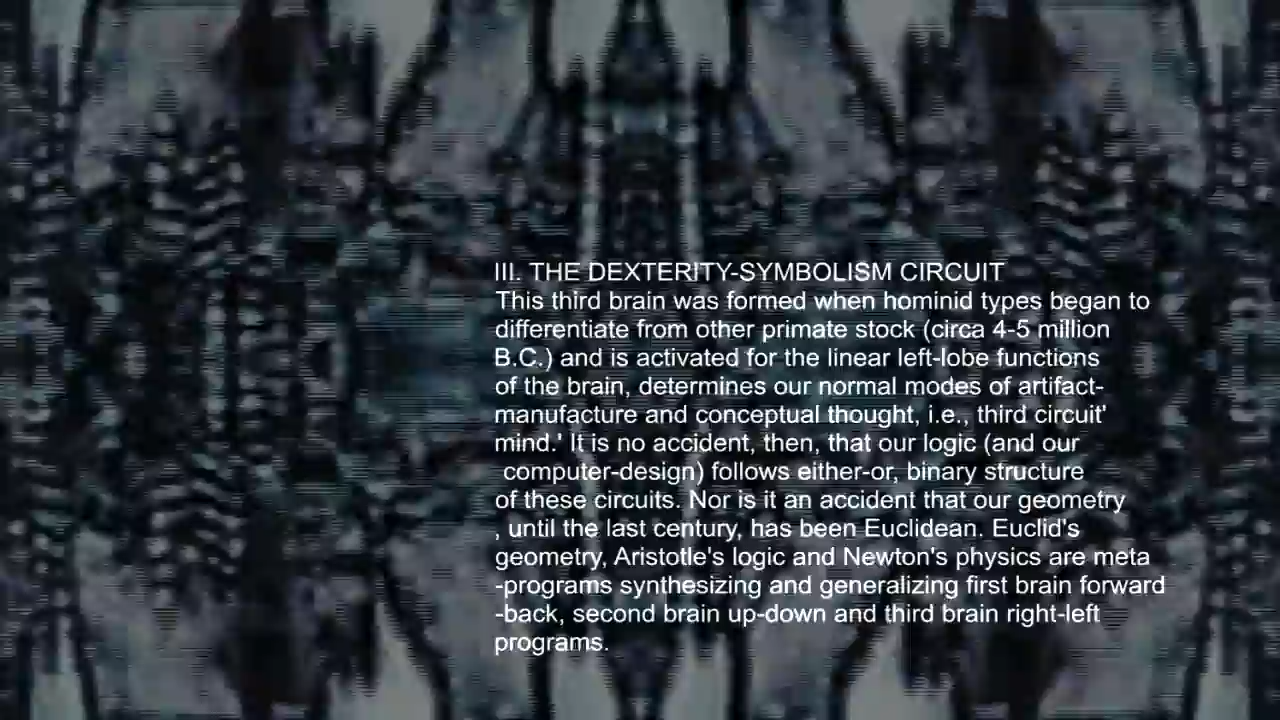 III. THE DEXTERITY-SYMBOLISM CIRCUIT
This third brain was formed when hominid types began to
differentiate from other primate stock (circa 4-5 million
B.C.) and is activated for the linear left-lobe functions
of the brain, determines our normal modes of artifact-
manufacture and conceptual thought, i.e., third circuit'
mind.' It is no accident, then, that our logic (and our
computer-design) follows either-or, binary structure
of these circuits. Nor is it an accident that our geometry
, until the last century, has been Euclidean. Euclid's
geometry, Aristotle's logic and Newton's physics are meta
-programs synthesizing and generalizing first brain forward
-back, second brain up-down and third brain right-left
programs.